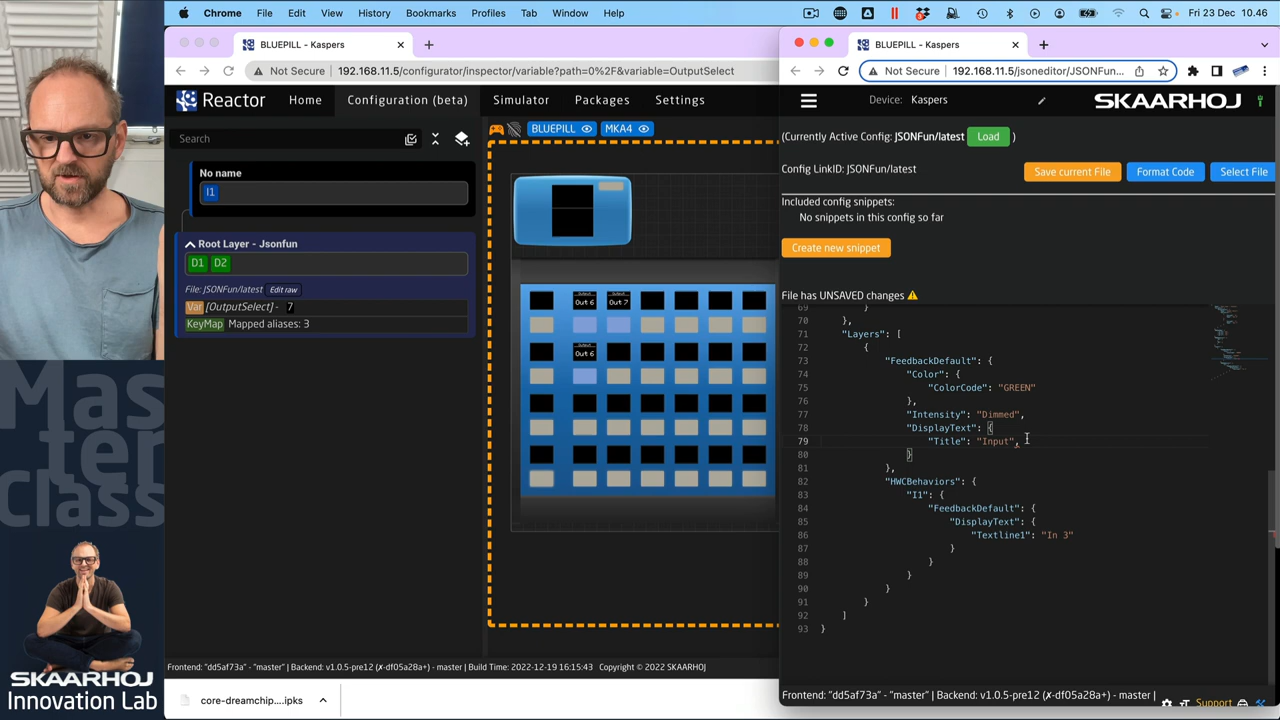 Chrome File Edit View History Bookmarks Profiles Tab Window Help Fri 23 Dec 10.46
BLUEPILL - Kaspers
Not Secure 192.168.11.5/configurator/inspector/variable?path=0%2F&variable=OutputSelect
Reactor Home Configuration (beta) Simulator Packages Settings
Search
BLUEPILL MKA4
No name
I1
Root Layer - Jsonfun
D1 D2
File: JSONFun/latest Edit raw
Var [OutputSelect] - 7
KeyMap Mapped aliases: 3
Out 6 Out 7
Out 6
Frontend: "dd5af73a" - "master" | Backend: v1.0.5-pre12 (✗-df05a28a+) - master | Build Time: 2022-12-19 16:15:43 Copyright © 2022 SKAARHOJ
core-dreamchip....ipks
BLUEPILL - Kaspers
Not Secure 192.168.11.5/jsoneditor/JSONFun...
Device: Kaspers SKAARHOJ
(Currently Active Config: JSONFun/latest Load )
Config LinkID: JSONFun/latest Save current File Format Code Select File
Included config snippets:
No snippets in this config so far
Create new snippet
File has UNSAVED changes
69 }
70 },
71 "Layers": [
72 {
73 "FeedbackDefault": {
74 "Color": {
75 "ColorCode": "GREEN"
76 },
77 "Intensity": "Dimmed",
78 "DisplayText": {
79 "Title": "Input",
80 }
81 },
82 "HWCBehaviors": {
83 "I1": {
84 "FeedbackDefault": {
85 "DisplayText": {
86 "Textline1": "In 3"
87 }
88 }
89 }
90 }
91 }
92 ]
93 }
Frontend: "dd5af73a" - "master" | Backend: v1.0.5-pre12 (✗-df05a28a+) - master |
Support
Master
Class
SKAARHOJ
Innovation Lab